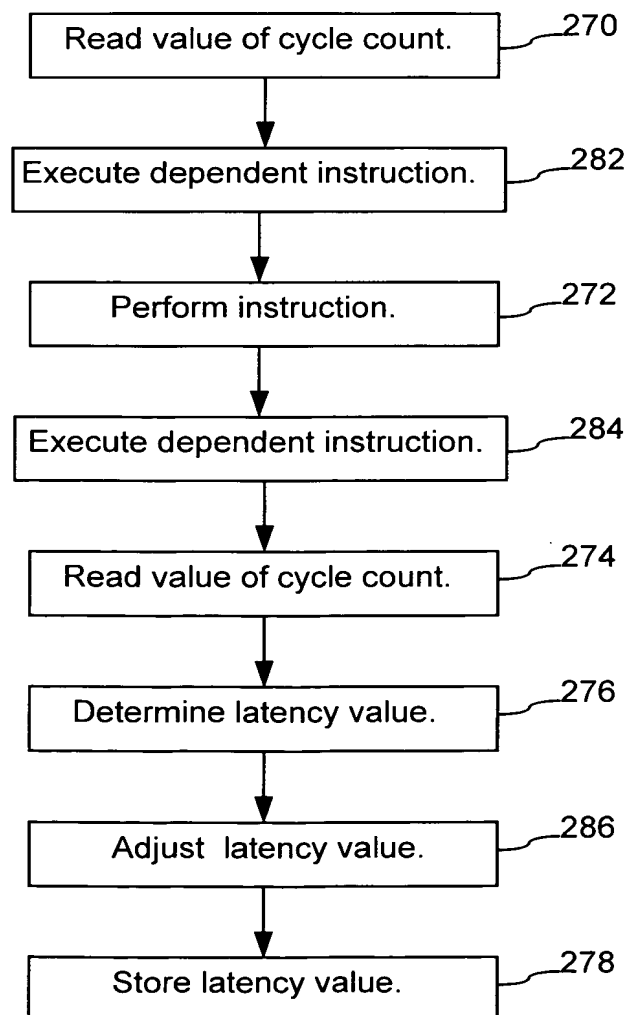 Read value of cycle count. 270
Execute dependent instruction. 282
Perform instruction. 272
Execute dependent instruction. 284
Read value of cycle count. 274
Determine latency value. 276
Adjust latency value. 286
Store latency value. 278